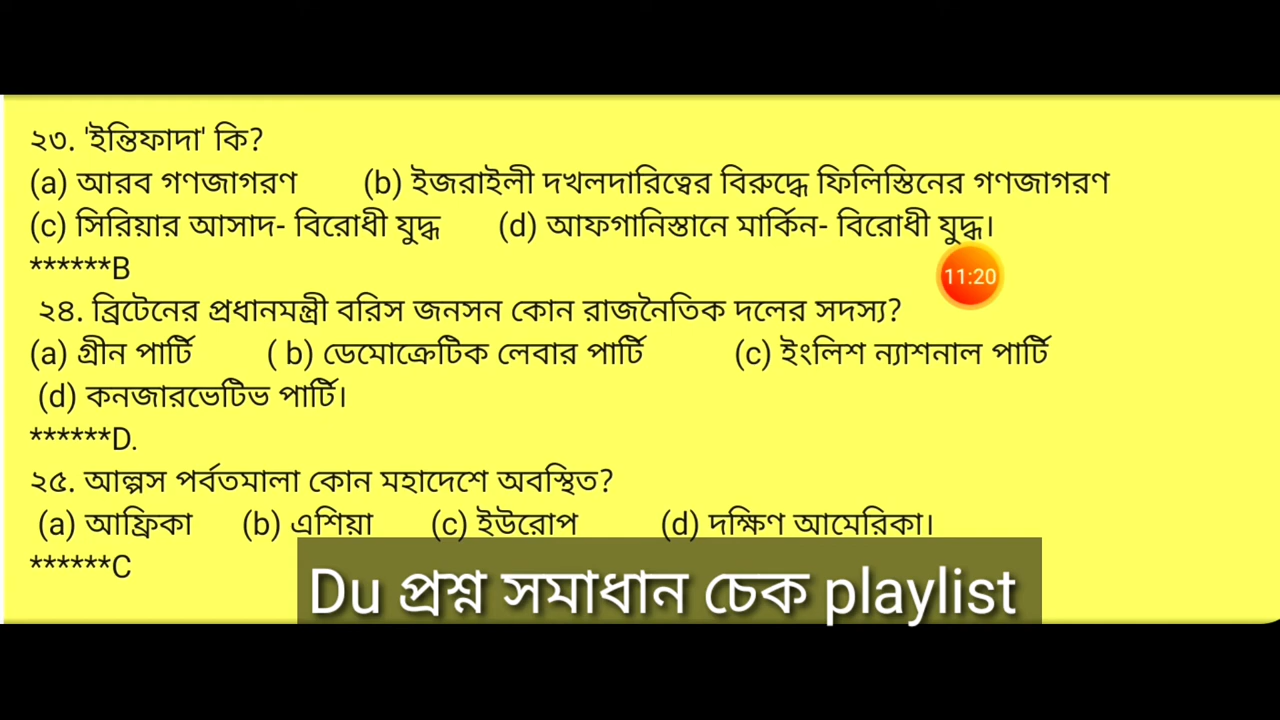 ২৩. 'ইন্তিফাদা' কি?
(a) আরব গণজাগরণ (b) ইজরাইলী দখলদারিত্বের বিরুদ্ধে ফিলিস্তিনের গণজাগরণ
(c) সিরিয়ার আসাদ- বিরোধী যুদ্ধ (d) আফগানিস্তানে মার্কিন- বিরোধী যুদ্ধ।
******B
11:20
২৪. ব্রিটেনের প্রধানমন্ত্রী বরিস জনসন কোন রাজনৈতিক দলের সদস্য?
(a) গ্রীন পার্টি ( b) ডেমোক্রেটিক লেবার পার্টি (c) ইংলিশ ন্যাশনাল পার্টি
(d) কনজারভেটিভ পার্টি।
******D.
২৫. আল্পস পর্বতমালা কোন মহাদেশে অবস্থিত?
(a) আফ্রিকা (b) এশিয়া (c) ইউরোপ (d) দক্ষিণ আমেরিকা।
******C
Du প্রশ্ন সমাধান চেক playlist